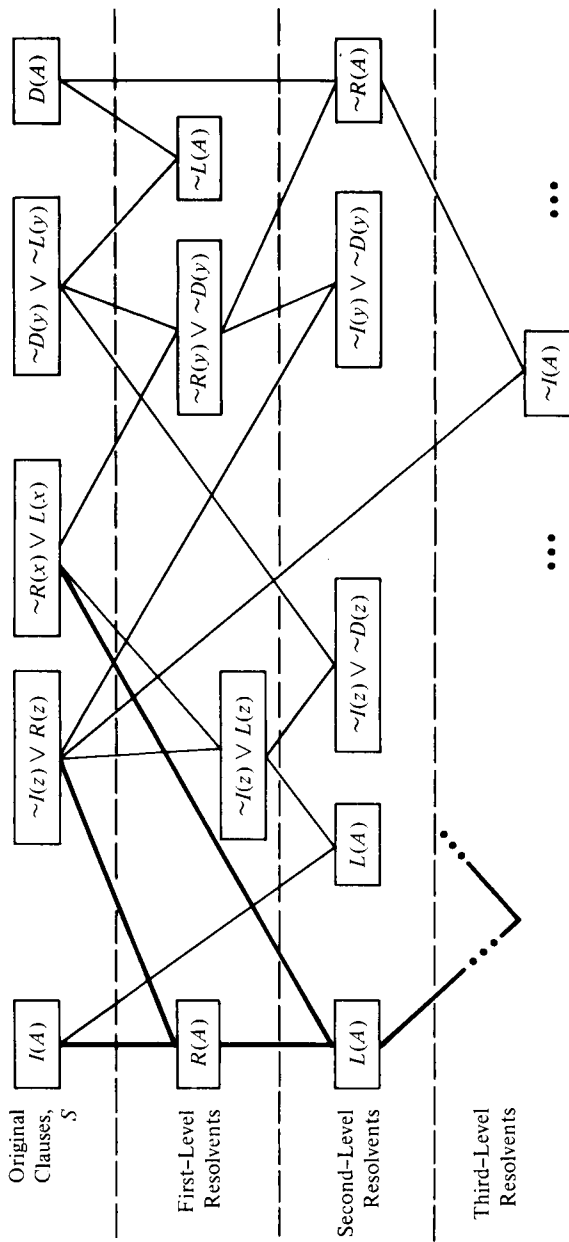 Original
Clauses,
S
I(A)
~I(z) ∨ R(z)
~R(x) ∨ L(x)
~D(y) ∨ ~L(y)
D(A)
First-Level
Resolvents
R(A)
~I(z) ∨ L(z)
~R(y) ∨ ~D(y)
~L(A)
Second-Level
Resolvents
L(A)
L(A)
~I(z) ∨ ~D(z)
~I(y) ∨ ~D(y)
~R(A)
Third-Level
Resolvents
•••
~I(A)
•••